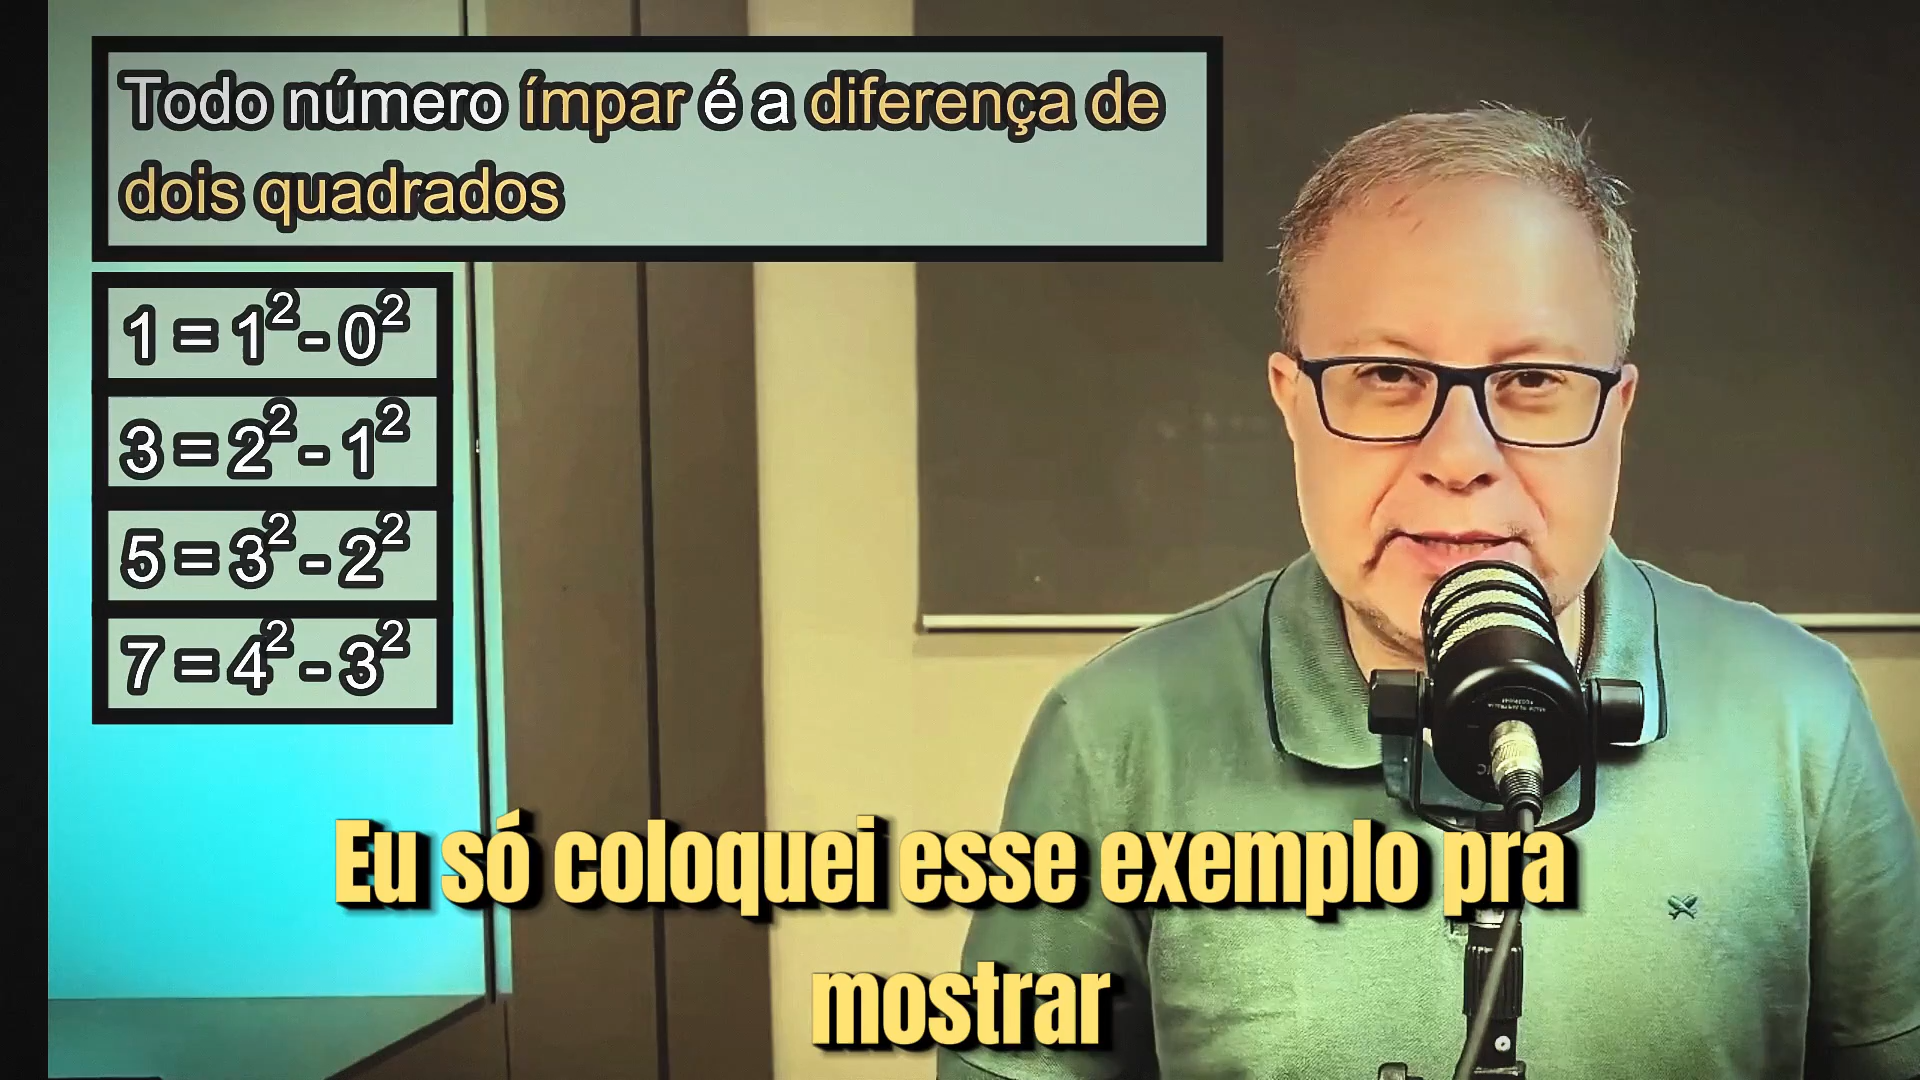 Todo número ímpar é a diferença de
dois quadrados
1 = 1² - 0²
3 = 2² - 1²
5 = 3² - 2²
7 = 4² - 3²
Eu só coloquei esse exemplo pra
mostrar